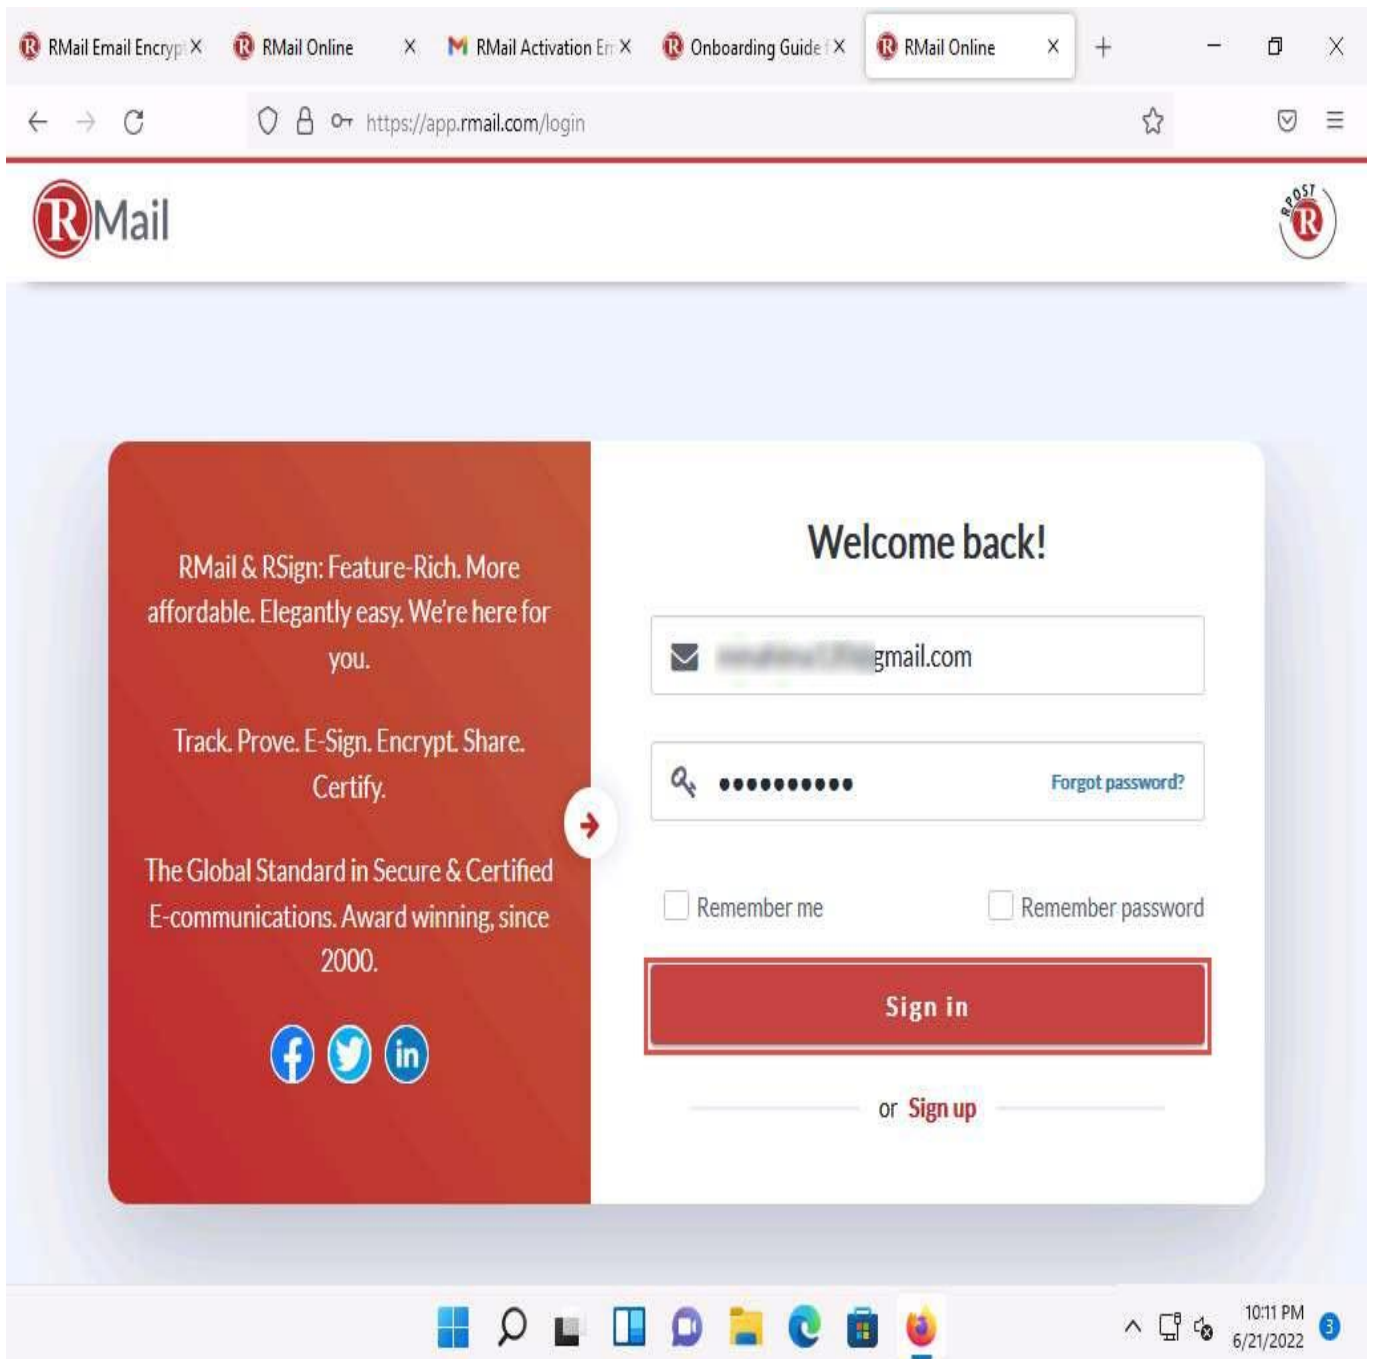 RMail Email Encryp
RMail Online
RMail Activation Em
Onboarding Guide f
RMail Online
https://app.rmail.com/login
RMail
RPOST
R
RMail & RSign: Feature-Rich. More
affordable. Elegantly easy. We're here for
you.
Track. Prove. E-Sign. Encrypt. Share.
Certify.
The Global Standard in Secure & Certified
E-communications. Award winning, since
2000.
Welcome back!
gmail.com
Forgot password?
Remember me
Remember password
Sign in
or Sign up
10:11 PM
6/21/2022
3